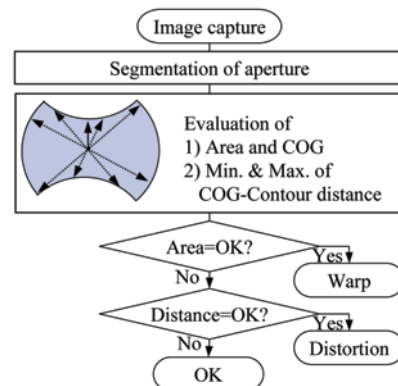 Image capture
Segmentation of aperture
Evaluation of
1) Area and COG
2) Min. & Max. of
COG-Contour distance
Area=OK?
Yes
No
Warp
Distance=OK?
Yes
No
Distortion
OK